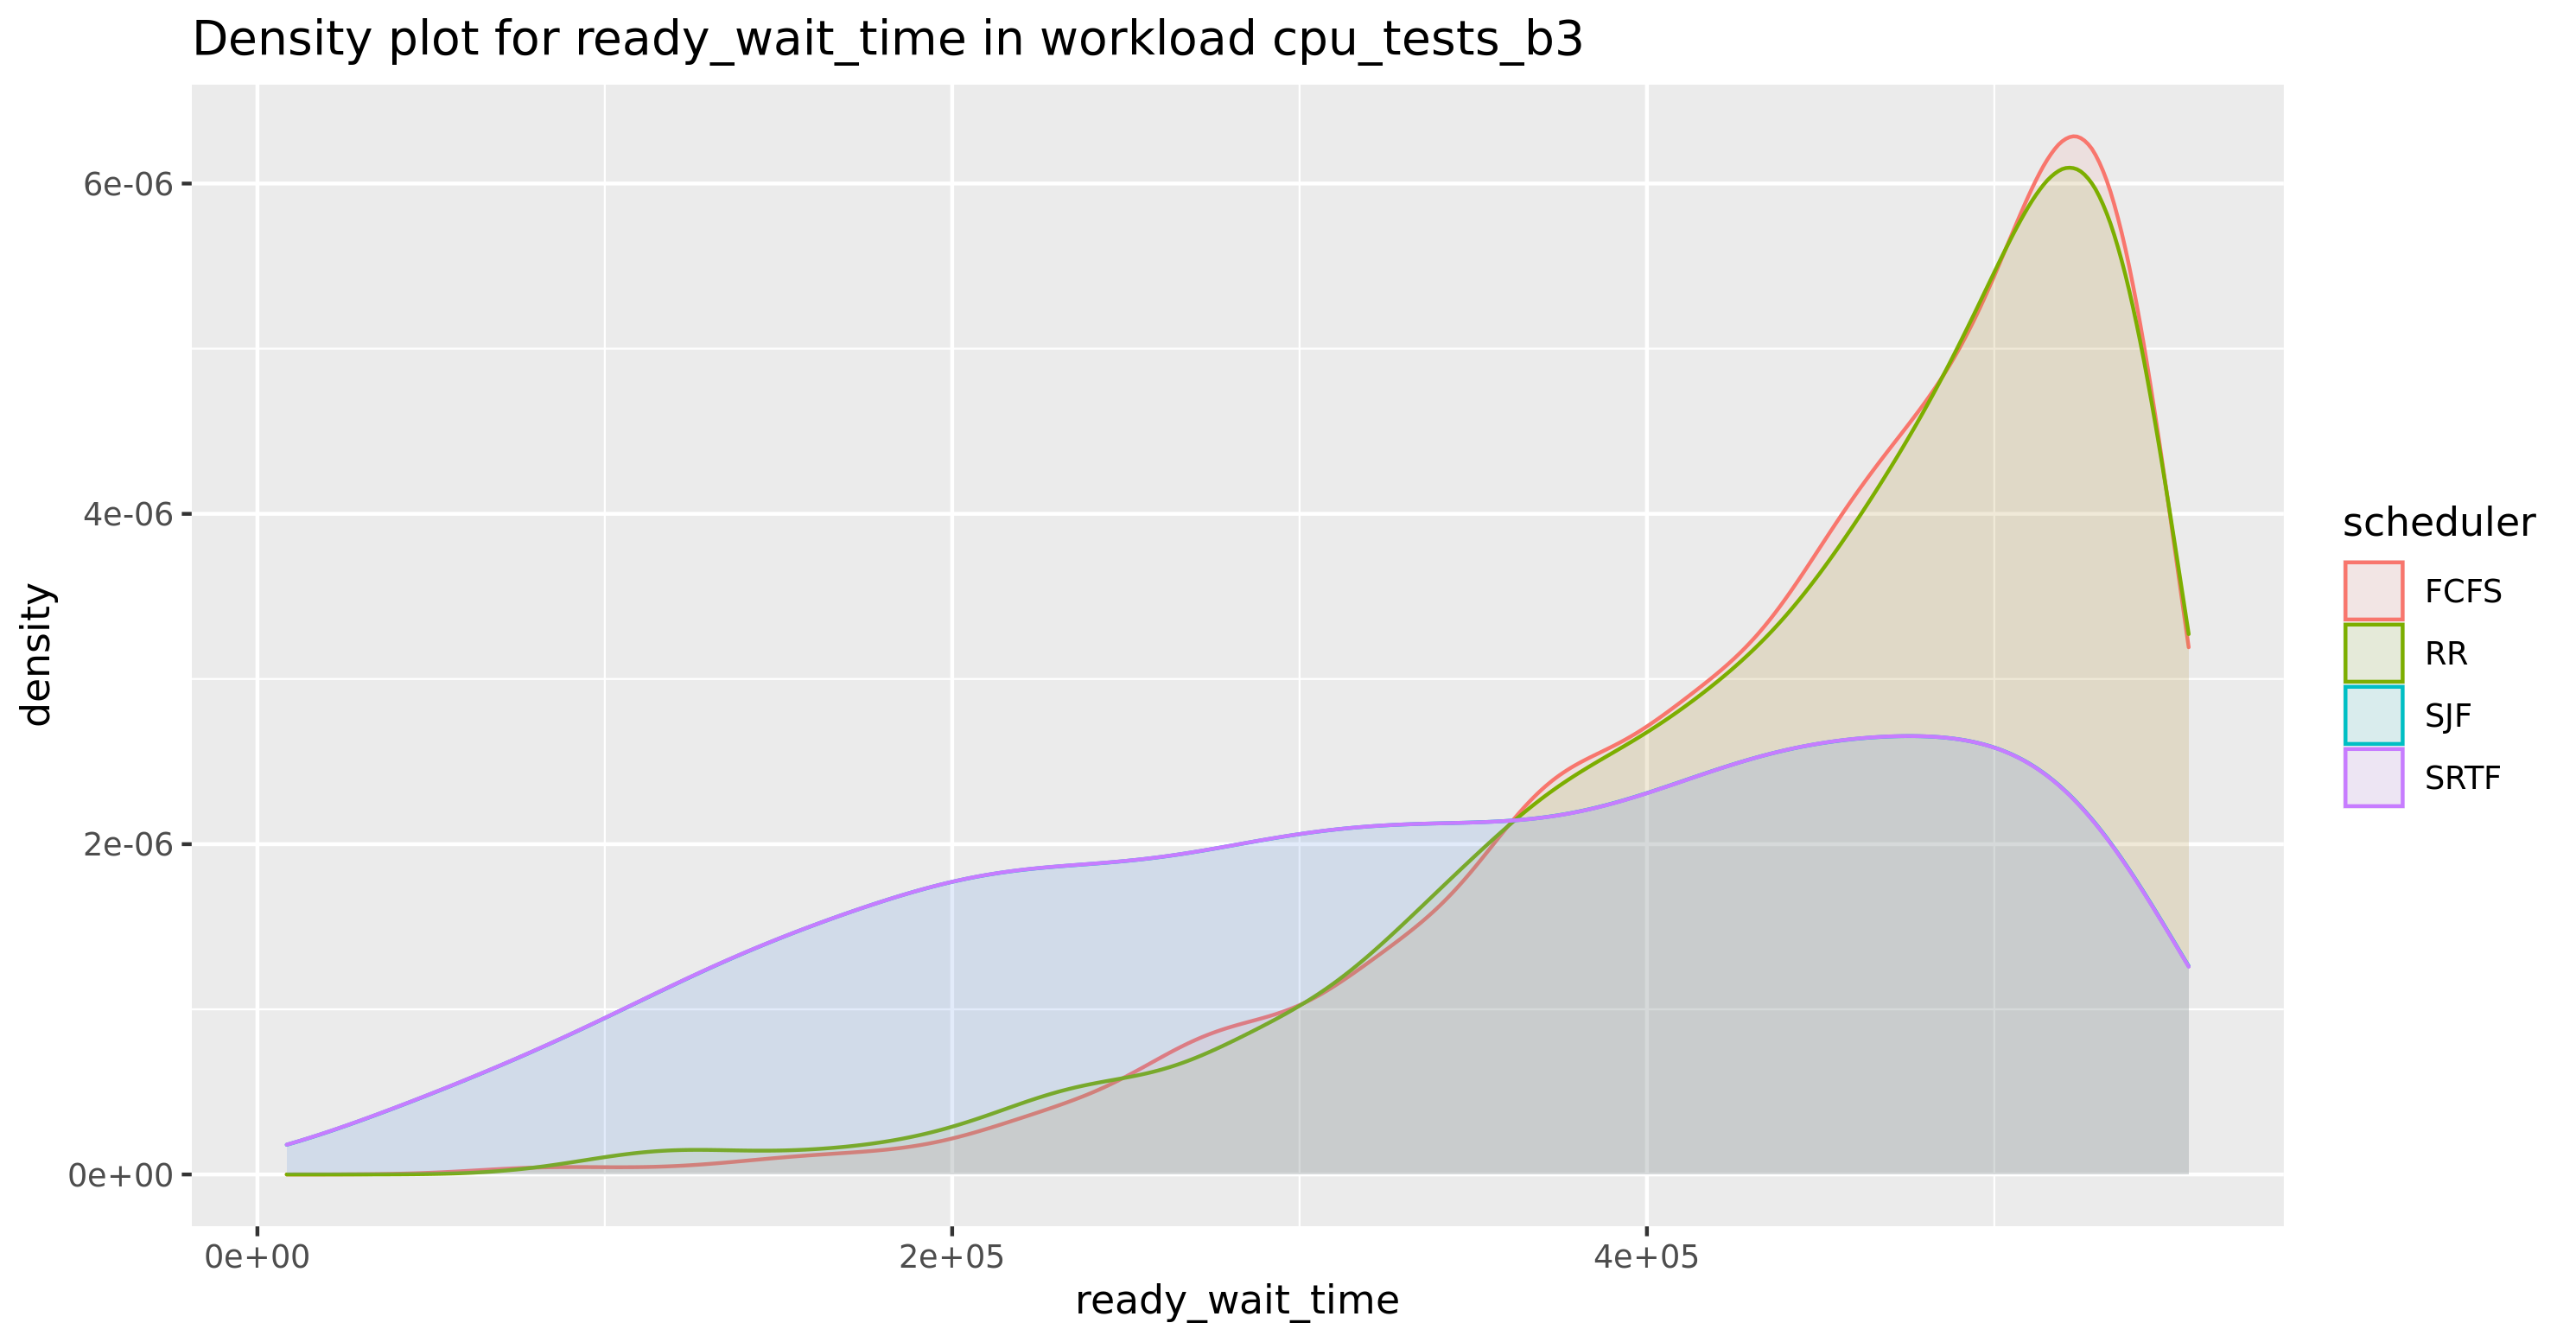 Density plot for ready_wait_time in workload cpu_tests_b3
6e-06
4e-06
2e-06
0e+00
density
0e+00
2e+05
4e+05
ready_wait_time
scheduler
FCFS
RR
SJF
SRTF